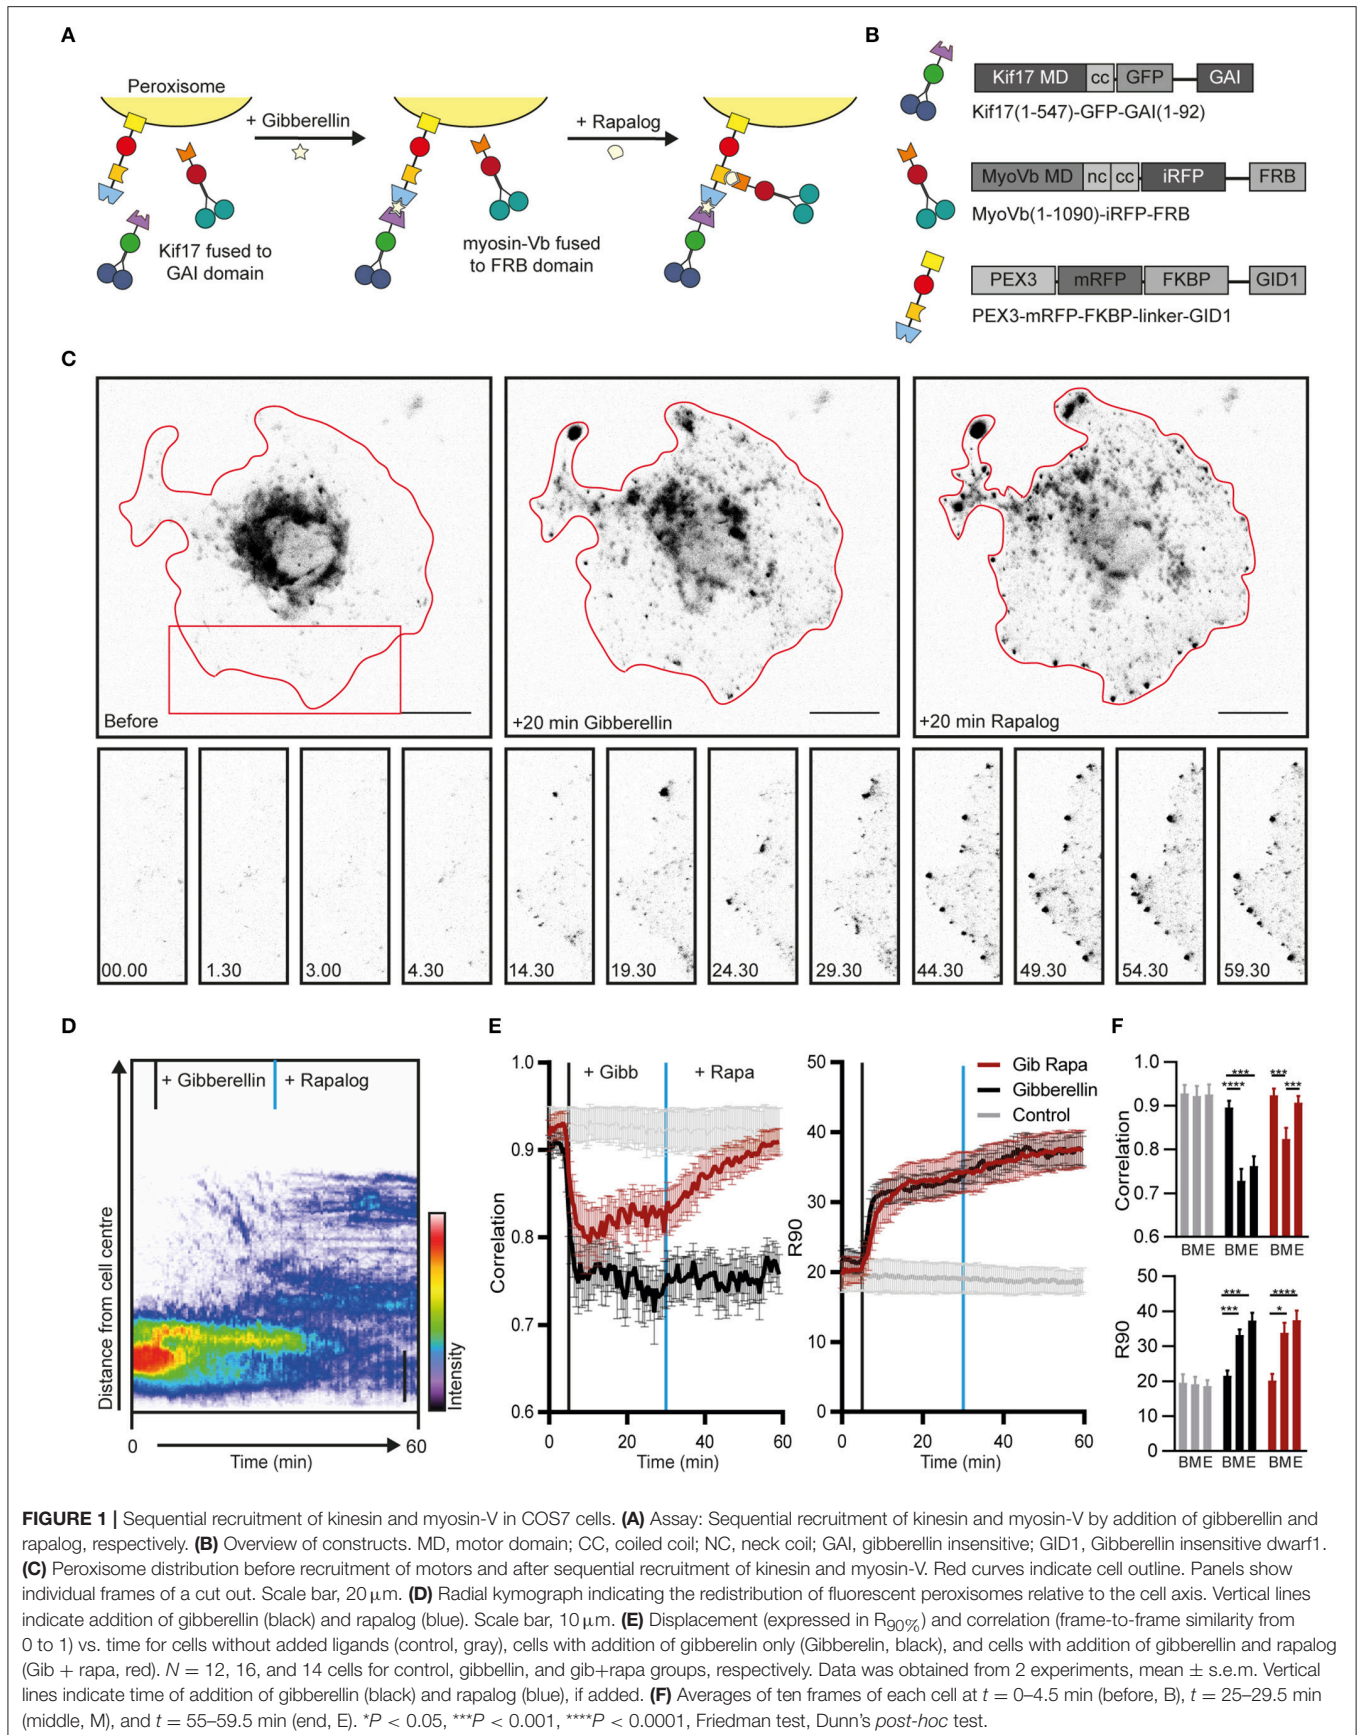 A
Peroxisome
+ Gibberellin
+ Rapalog
Kif17 fused to
GAI domain
myosin-Vb fused
to FRB domain
B
Kif17 MD cc GFP GAI
Kif17(1-547)-GFP-GAI(1-92)
MyoVb MD nc cc iRFP FRB
MyoVb(1-1090)-iRFP-FRB
PEX3 mRFP FKBP GID1
PEX3-mRFP-FKBP-linker-GID1
C
Before
+20 min Gibberellin
+20 min Rapalog
00.00 1.30 3.00 4.30 14.30 19.30 24.30 29.30 44.30 49.30 54.30 59.30
D
+ Gibberellin + Rapalog
Distance from cell centre
Intensity
0 60
Time (min)
E
+ Gibb + Rapa
Correlation
1.0
0.9
0.8
0.7
0.6
0 20 40 60
Time (min)
R90
50
40
30
20
10
0
Gib Rapa
Gibberellin
Control
0 20 40 60
Time (min)
F
Correlation
1.0
0.9
0.8
0.7
0.6
*** **** *** ***
BME BME BME
R90
50
40
30
20
10
0
*** *** **** *
BME BME BME
FIGURE 1 | Sequential recruitment of kinesin and myosin-V in COS7 cells. (A) Assay: Sequential recruitment of kinesin and myosin-V by addition of gibberellin and
rapalog, respectively. (B) Overview of constructs. MD, motor domain; CC, coiled coil; NC, neck coil; GAI, gibberellin insensitive; GID1, Gibberellin insensitive dwarf1.
(C) Peroxisome distribution before recruitment of motors and after sequential recruitment of kinesin and myosin-V. Red curves indicate cell outline. Panels show
individual frames of a cut out. Scale bar, 20 μm. (D) Radial kymograph indicating the redistribution of fluorescent peroxisomes relative to the cell axis. Vertical lines
indicate addition of gibberellin (black) and rapalog (blue). Scale bar, 10 μm. (E) Displacement (expressed in R90%) and correlation (frame-to-frame similarity from
0 to 1) vs. time for cells without added ligands (control, gray), cells with addition of gibberelin only (Gibberelin, black), and cells with addition of gibberellin and rapalog
(Gib + rapa, red). N = 12, 16, and 14 cells for control, gibbellin, and gib+rapa groups, respectively. Data was obtained from 2 experiments, mean ± s.e.m. Vertical
lines indicate time of addition of gibberellin (black) and rapalog (blue), if added. (F) Averages of ten frames of each cell at t = 0–4.5 min (before, B), t = 25–29.5 min
(middle, M), and t = 55–59.5 min (end, E). *P < 0.05, ***P < 0.001, ****P < 0.0001, Friedman test, Dunn's post-hoc test.